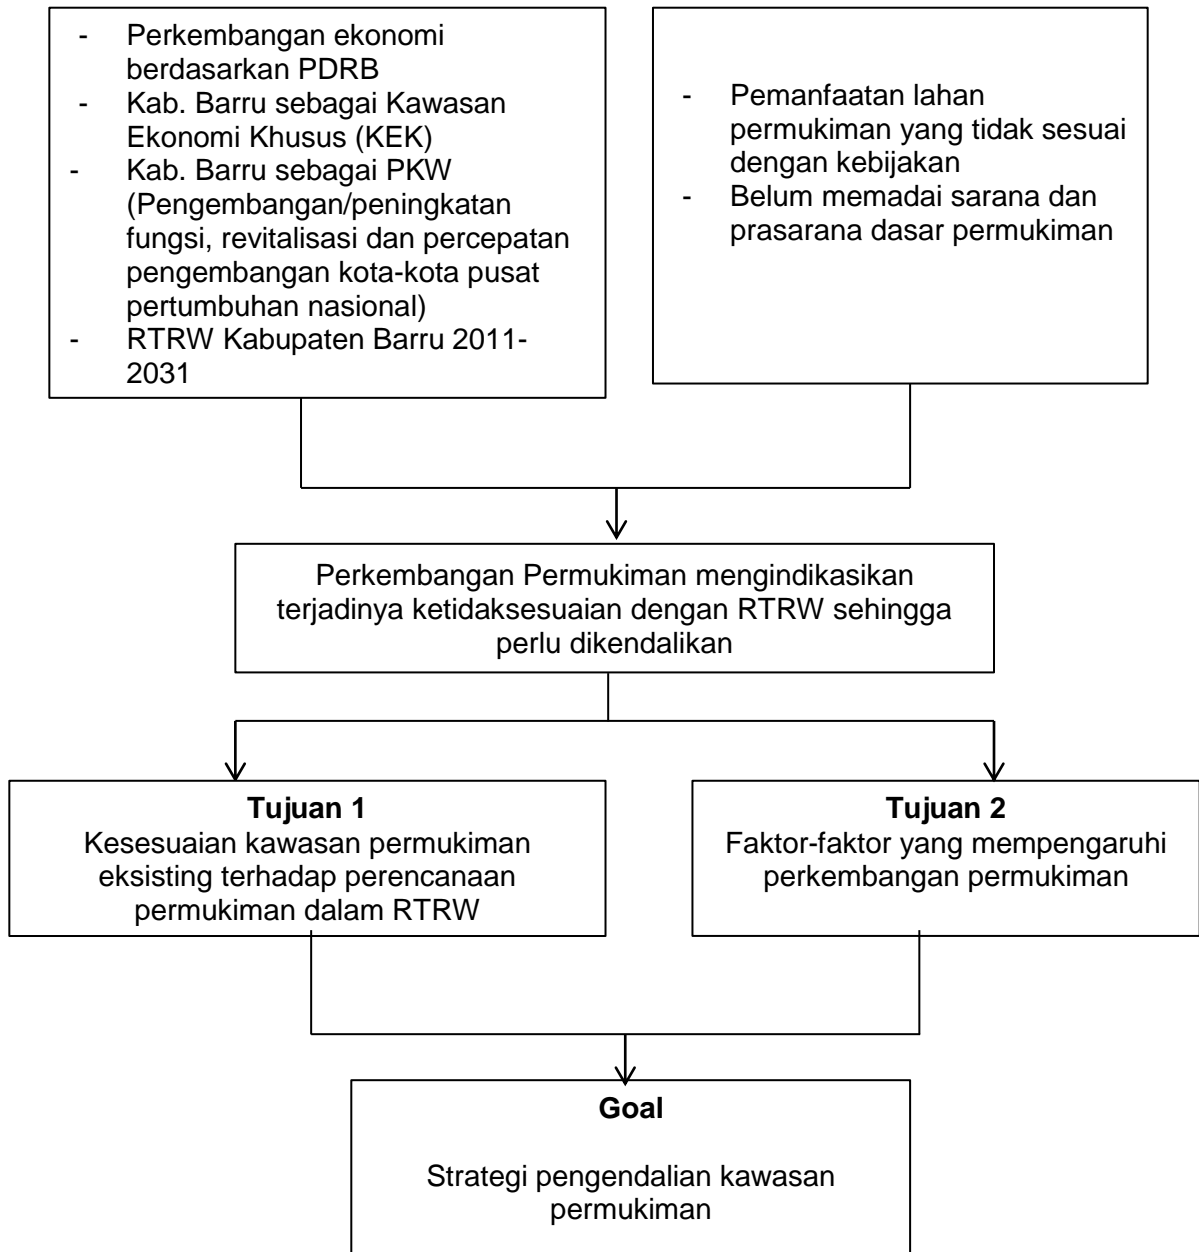 - Perkembangan ekonomi
berdasarkan PDRB
- Kab. Barru sebagai Kawasan
Ekonomi Khusus (KEK)
- Kab. Barru sebagai PKW
(Pengembangan/peningkatan
fungsi, revitalisasi dan percepatan
pengembangan kota-kota pusat
pertumbuhan nasional)
- RTRW Kabupaten Barru 2011-
2031
- Pemanfaatan lahan
permukiman yang tidak sesuai
dengan kebijakan
- Belum memadai sarana dan
prasarana dasar permukiman
Perkembangan Permukiman mengindikasikan
terjadinya ketidaksesuaian dengan RTRW sehingga
perlu dikendalikan
Tujuan 1
Kesesuaian kawasan permukiman
eksisting terhadap perencanaan
permukiman dalam RTRW
Tujuan 2
Faktor-faktor yang mempengaruhi
perkembangan permukiman
Goal
Strategi pengendalian kawasan
permukiman